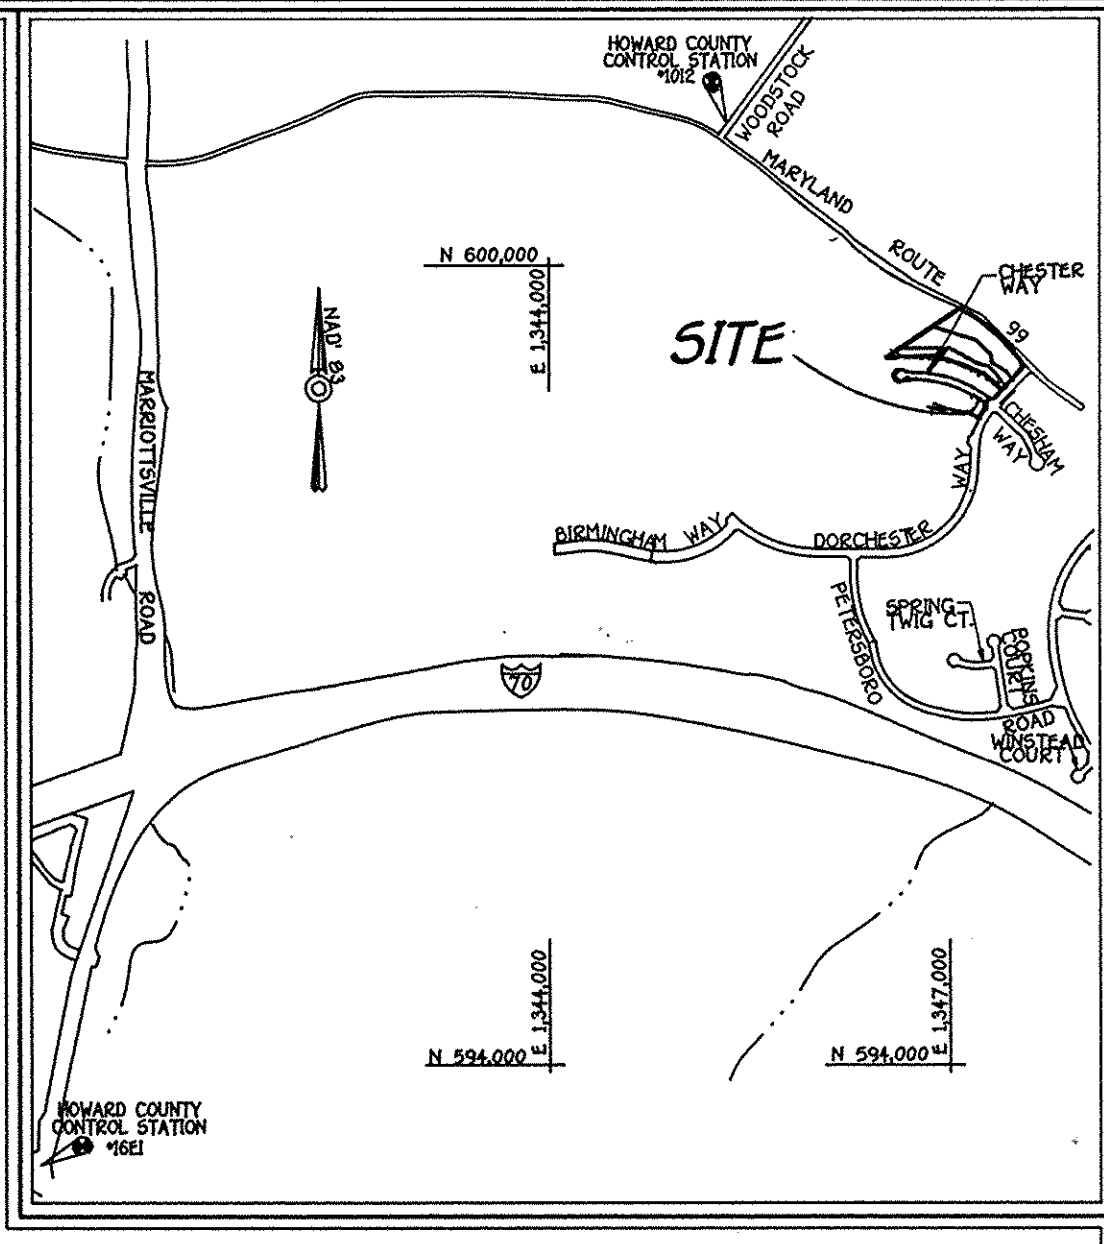 HOWARD COUNTY
CONTROL STATION
*1012
WOODSTOCK
ROAD
MARYLAND
ROUTE
99
CHESTER
WAY
N 600,000
E 1,344,000
NAD' 83
SITE
CHESHAM
WAY
MARRIOTTSVILLE
ROAD
WAY
DORCHESTER
BIRMINGHAM WAY
PETERSBORO
ROAD
SPRING
TWIG CT.
POPKINS
COURT
WINSTEAD
COURT
70
E 1,344,000
N 594,000
E 1,347,000
N 594,000
HOWARD COUNTY
CONTROL STATION
*16E1